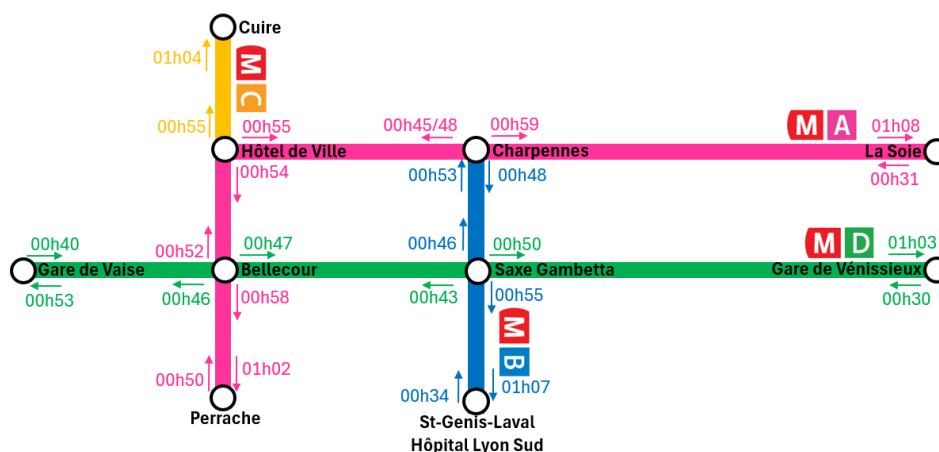 Cuire
01h04
M
C
00h55
00h55
00h45/48
00h59
M A
01h08
Hôtel de Ville
Charpennes
La Soie
00h54
00h53
00h48
00h31
00h46
00h40
00h52
00h47
00h50
M D
01h03
Gare de Vaise
Bellecour
Saxe Gambetta
Gare de Vénissieux
00h53
00h46
00h58
00h43
00h55
00h30
M
B
00h50
01h02
00h34
01h07
Perrache
St-Genis-Laval
Hôpital Lyon Sud